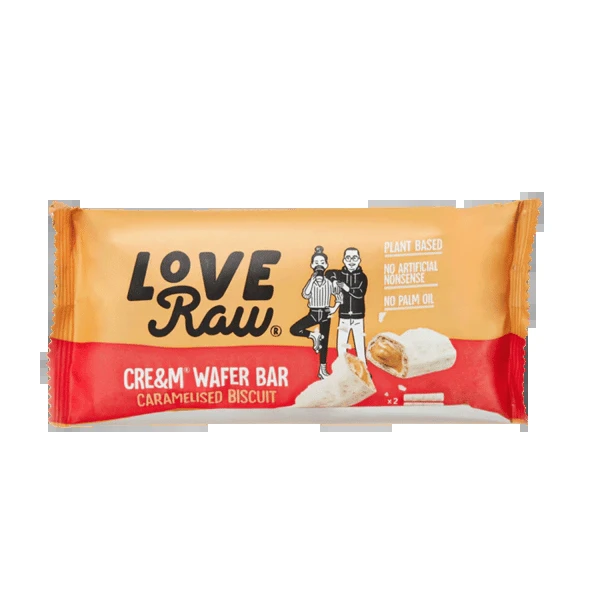 LOVE
Raw®
CRE&M® WAFER BAR
CARAMELISED BISCUIT
PLANT BASED
NO ARTIFICIAL
NONSENSE
NO PALM OIL
x2